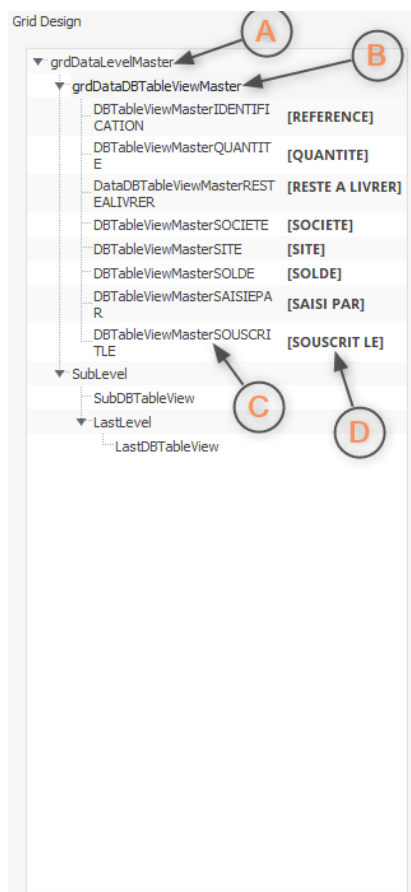 Grid Design
A
grdDataLevelMaster
B
grdDataDBTableViewMaster
DBTableViewMasterIDENTIFI
CATION
[REFERENCE]
DBTableViewMasterQUANTIT
E
[QUANTITE]
DataDBTableViewMasterREST
EALIVRER
[RESTE A LIVRER]
DBTableViewMasterSOCIETE [SOCIETE]
DBTableViewMasterSITE [SITE]
DBTableViewMasterSOLDE [SOLDE]
DBTableViewMasterSAISIEPA
R
[SAISI PAR]
DBTableViewMasterSOUSCRI
TLE
[SOUSCRIT LE]
SubLevel
SubDBTableView
C
D
LastLevel
LastDBTableView